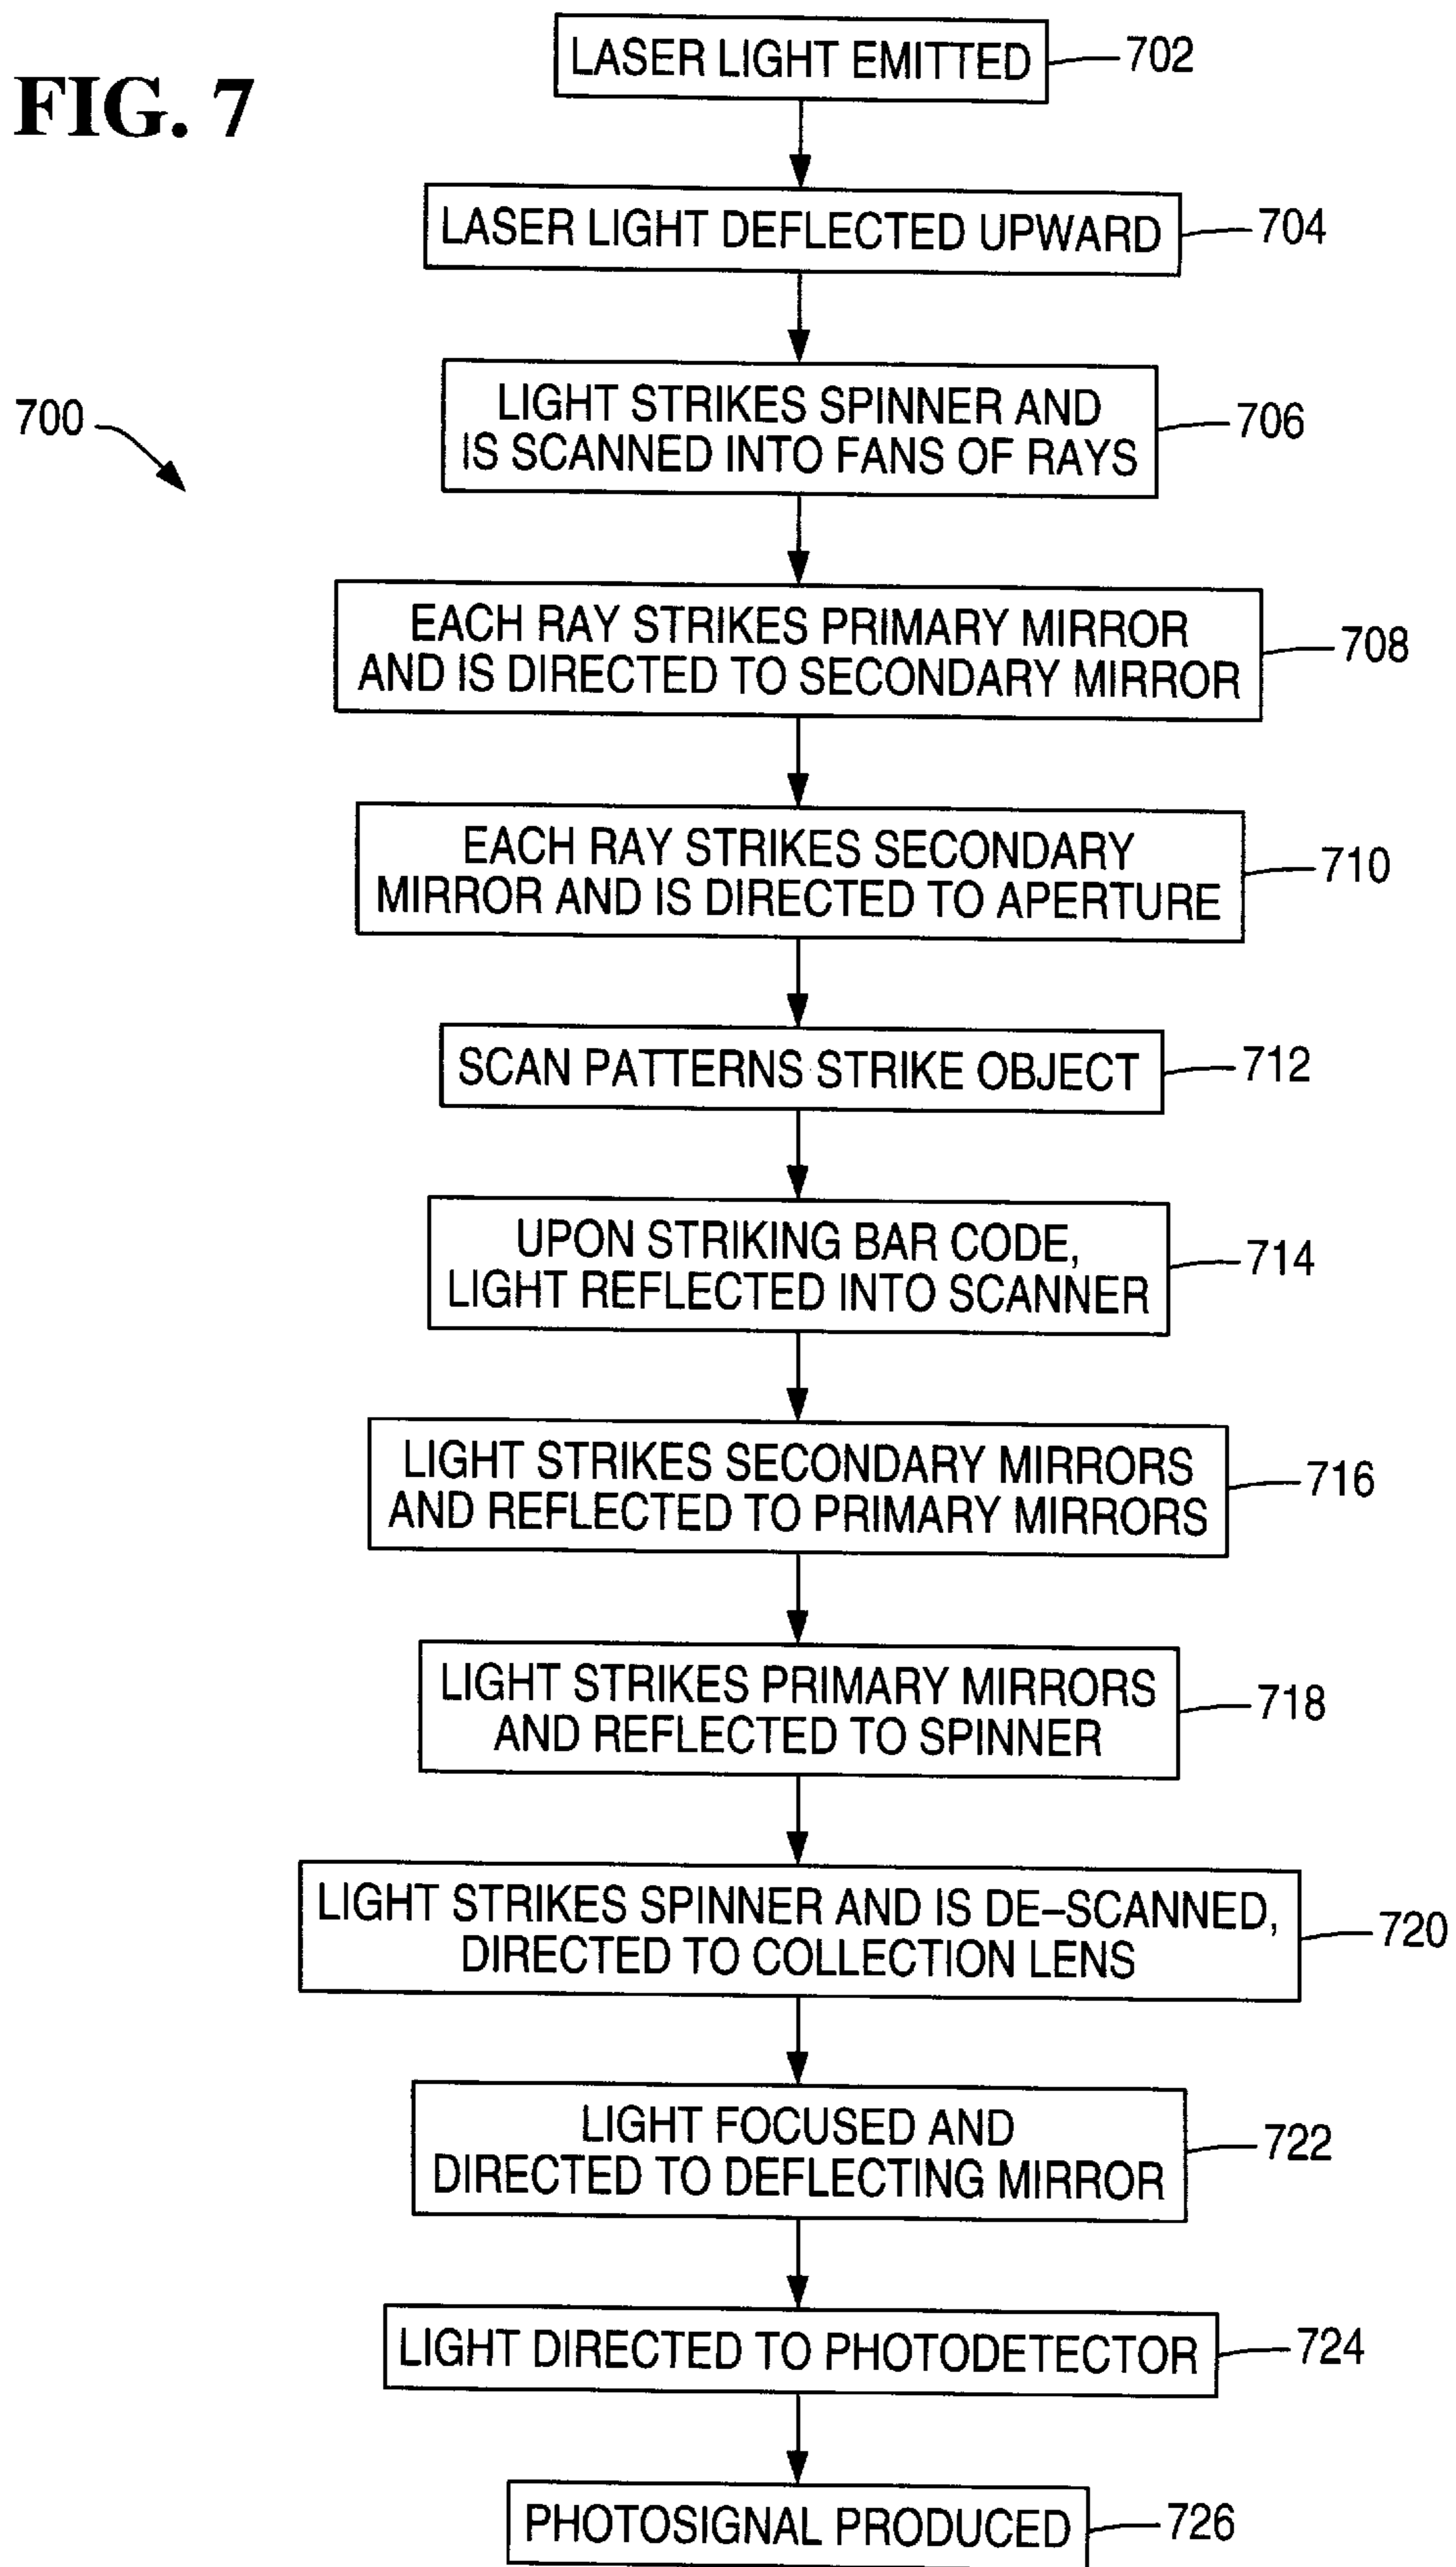 FIG. 7
700
LASER LIGHT EMITTED
702
LASER LIGHT DEFLECTED UPWARD
704
LIGHT STRIKES SPINNER AND
IS SCANNED INTO FANS OF RAYS
706
EACH RAY STRIKES PRIMARY MIRROR
AND IS DIRECTED TO SECONDARY MIRROR
708
EACH RAY STRIKES SECONDARY
MIRROR AND IS DIRECTED TO APERTURE
710
SCAN PATTERNS STRIKE OBJECT
712
UPON STRIKING BAR CODE,
LIGHT REFLECTED INTO SCANNER
714
LIGHT STRIKES SECONDARY MIRRORS
AND REFLECTED TO PRIMARY MIRRORS
716
LIGHT STRIKES PRIMARY MIRRORS
AND REFLECTED TO SPINNER
718
LIGHT STRIKES SPINNER AND IS DE–SCANNED,
DIRECTED TO COLLECTION LENS
720
LIGHT FOCUSED AND
DIRECTED TO DEFLECTING MIRROR
722
LIGHT DIRECTED TO PHOTODETECTOR
724
PHOTOSIGNAL PRODUCED
726